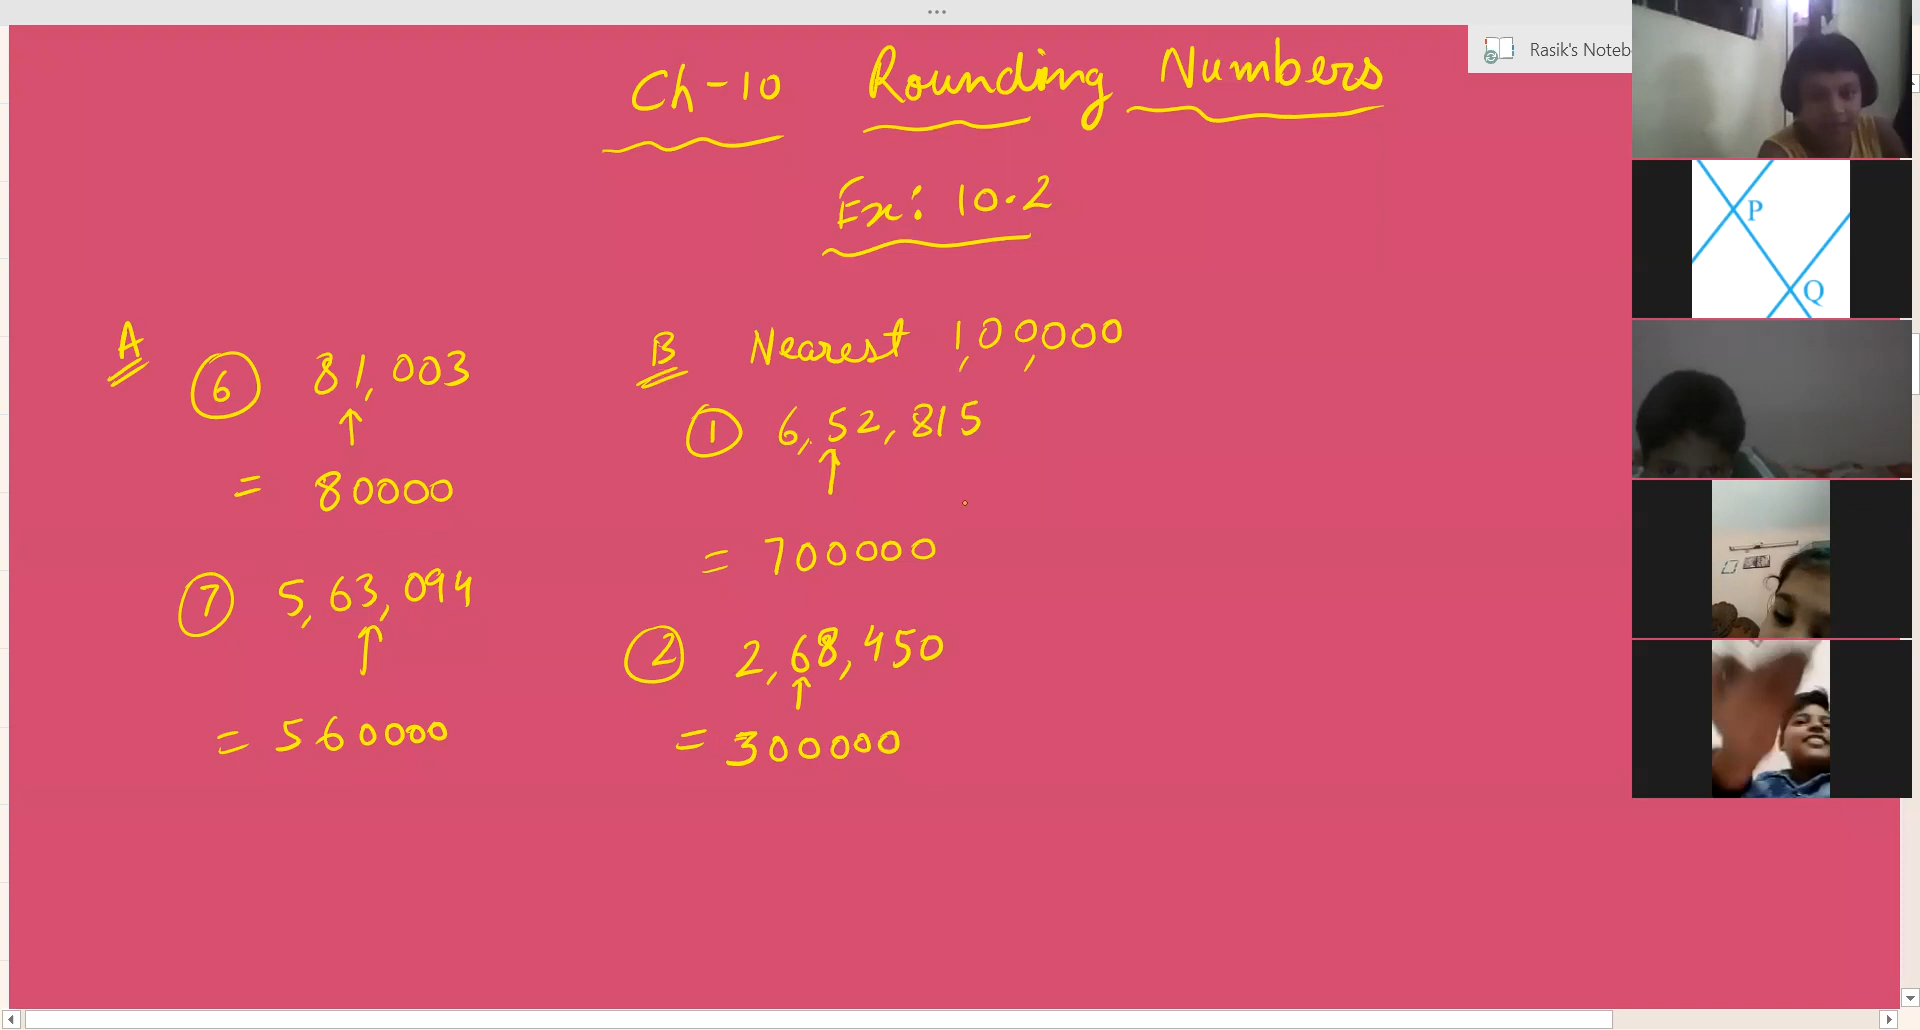 Ch-10 Rounding Numbers
Rasik's Noteb
Ex: 10.2
A
⑥ 81,003
= 80000
⑦ 5,63,094
= 560000
B Nearest 1,00,000
① 6,52,815
= 700000
② 2,68,450
= 300000
P
Q